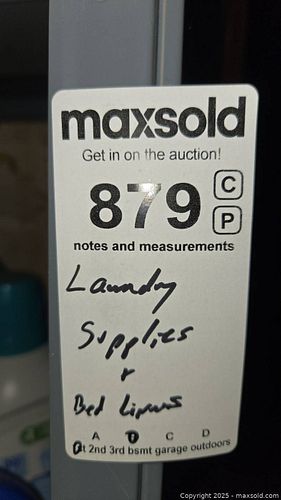 maxsold
Get in on the auction!
879 C
P
notes and measurements
Laundry
Supplies
+
Bed Linens
A B C D
1st 2nd 3rd bsmt garage outdoors
Copyright 2025 - maxsold.com